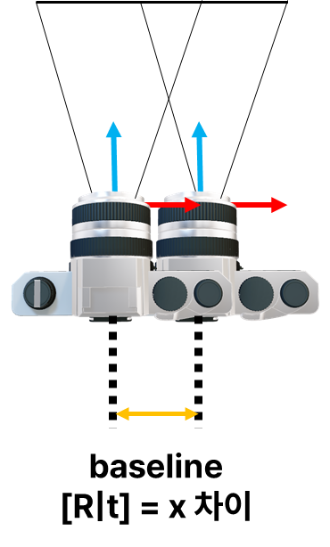 baseline
[R|t] = x 차이